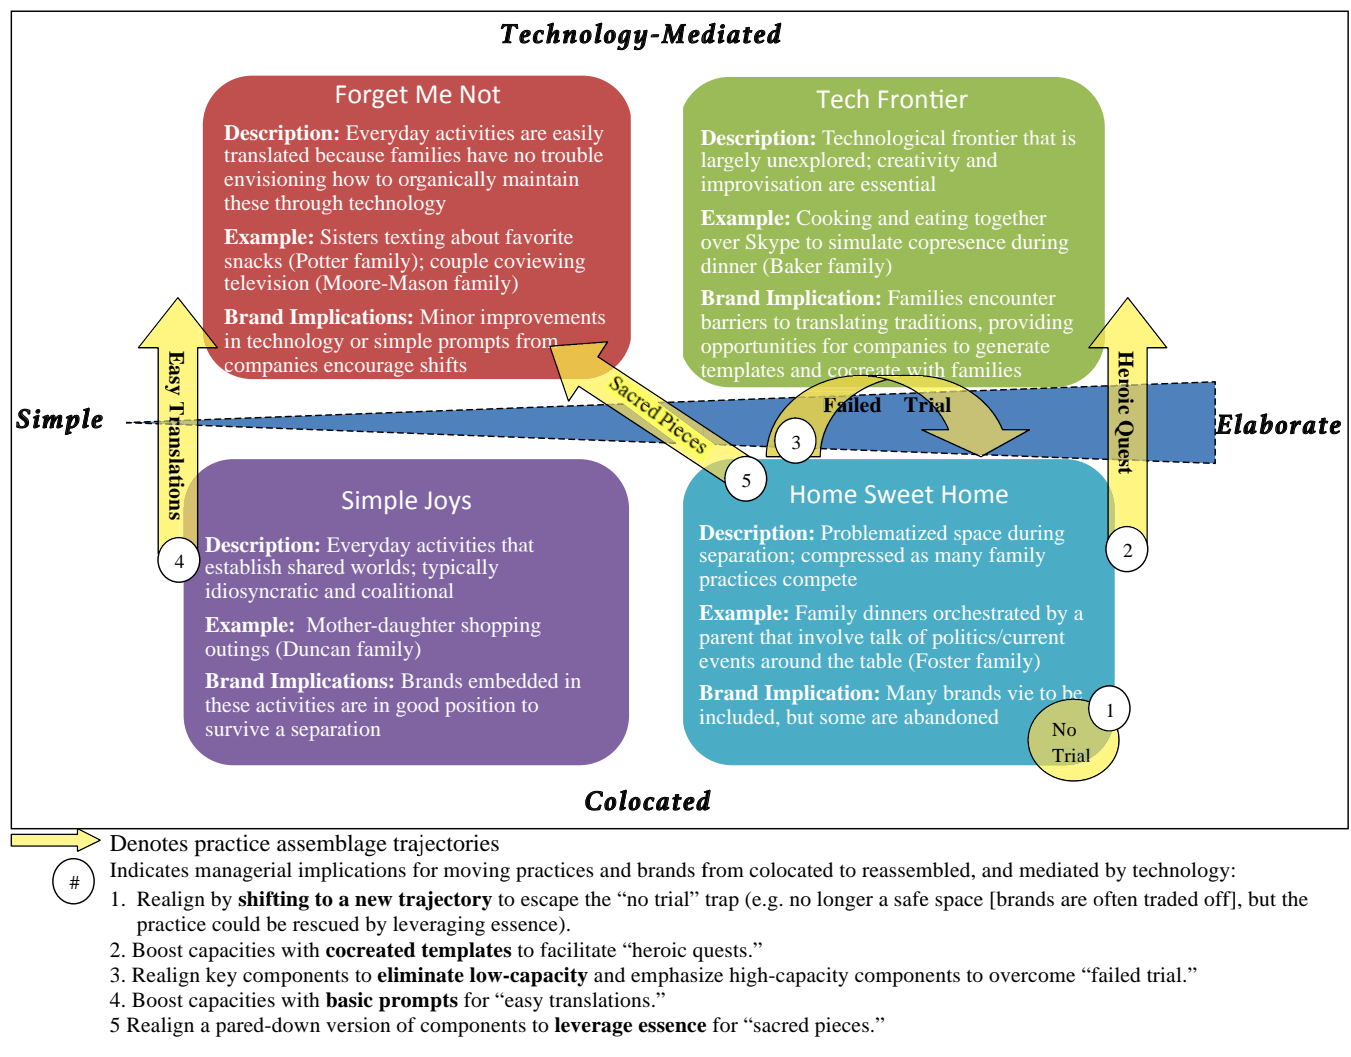 Technology-Mediated
Forget Me Not
Description: Everyday activities are easily
translated because families have no trouble
envisioning how to organically maintain
these through technology
Example: Sisters texting about favorite
snacks (Potter family); couple coviewing
television (Moore-Mason family)
Brand Implications: Minor improvements
in technology or simple prompts from
companies encourage shifts
Tech Frontier
Description: Technological frontier that is
largely unexplored; creativity and
improvisation are essential
Example: Cooking and eating together
over Skype to simulate copresence during
dinner (Baker family)
Brand Implication: Families encounter
barriers to translating traditions, providing
opportunities for companies to generate
templates and cocreate with families
Easy Translations
Sacred Pieces
Failed Trial
Heroic Quest
Simple
Elaborate
3
5
4
2
Simple Joys
Description: Everyday activities that
establish shared worlds; typically
idiosyncratic and coalitional
Example: Mother-daughter shopping
outings (Duncan family)
Brand Implications: Brands embedded in
these activities are in good position to
survive a separation
Home Sweet Home
Description: Problematized space during
separation; compressed as many family
practices compete
Example: Family dinners orchestrated by a
parent that involve talk of politics/current
events around the table (Foster family)
Brand Implication: Many brands vie to be
included, but some are abandoned
1
No
Trial
Colocated
Denotes practice assemblage trajectories
#
Indicates managerial implications for moving practices and brands from colocated to reassembled, and mediated by technology:
1. Realign by shifting to a new trajectory to escape the “no trial” trap (e.g. no longer a safe space [brands are often traded off], but the
practice could be rescued by leveraging essence).
2. Boost capacities with cocreated templates to facilitate “heroic quests.”
3. Realign key components to eliminate low-capacity and emphasize high-capacity components to overcome “failed trial.”
4. Boost capacities with basic prompts for “easy translations.”
5 Realign a pared-down version of components to leverage essence for “sacred pieces.”